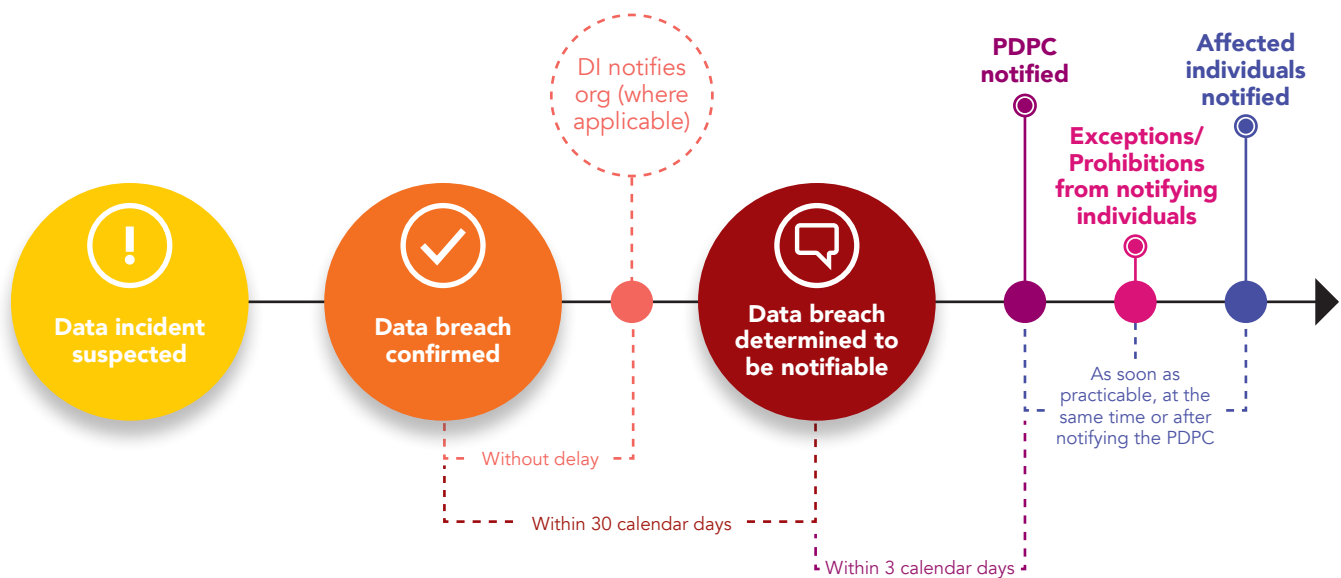 DI notifies
org (where
applicable)
PDPC
notified
Affected
individuals
notified
Exceptions/
Prohibitions
from notifying
individuals
Data incident
suspected
Data breach
confirmed
Data breach
determined to
be notifiable
As soon as
practicable, at the
same time or after
notifying the PDPC
Without delay
Within 30 calendar days
Within 3 calendar days